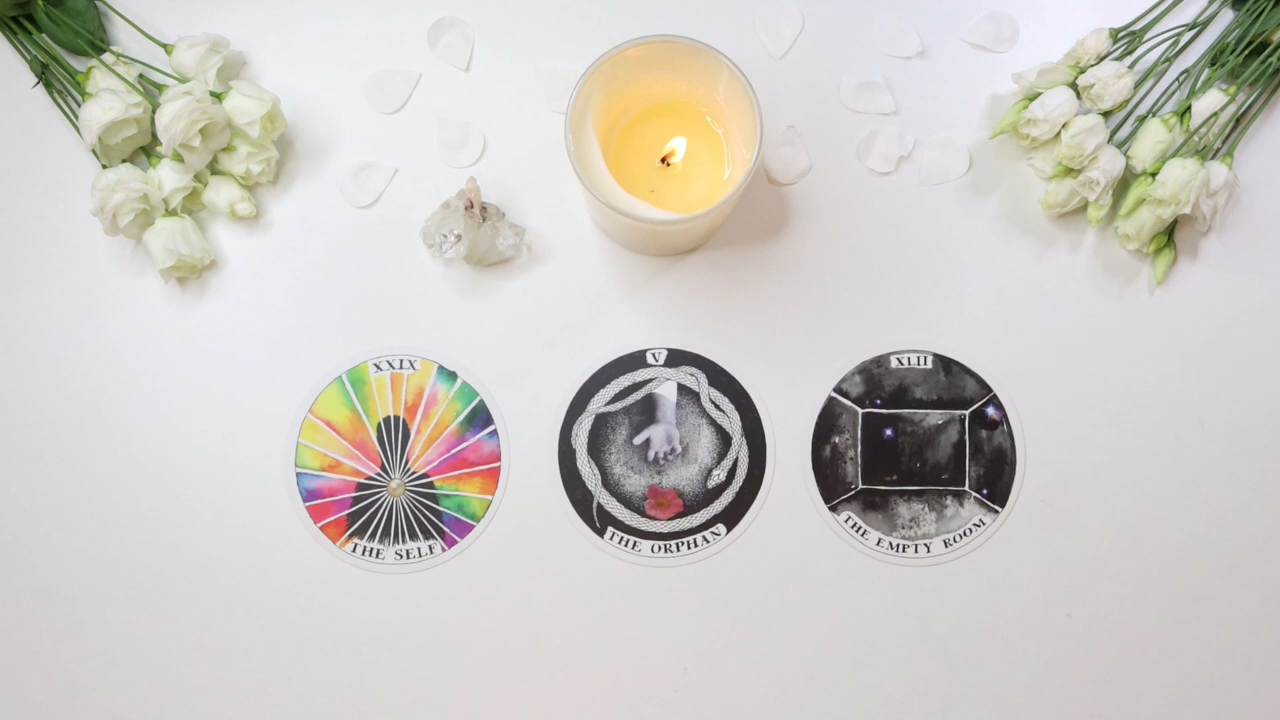 XXIX
THE SELF
V
THE ORPHAN
XLII
THE EMPTY ROOM